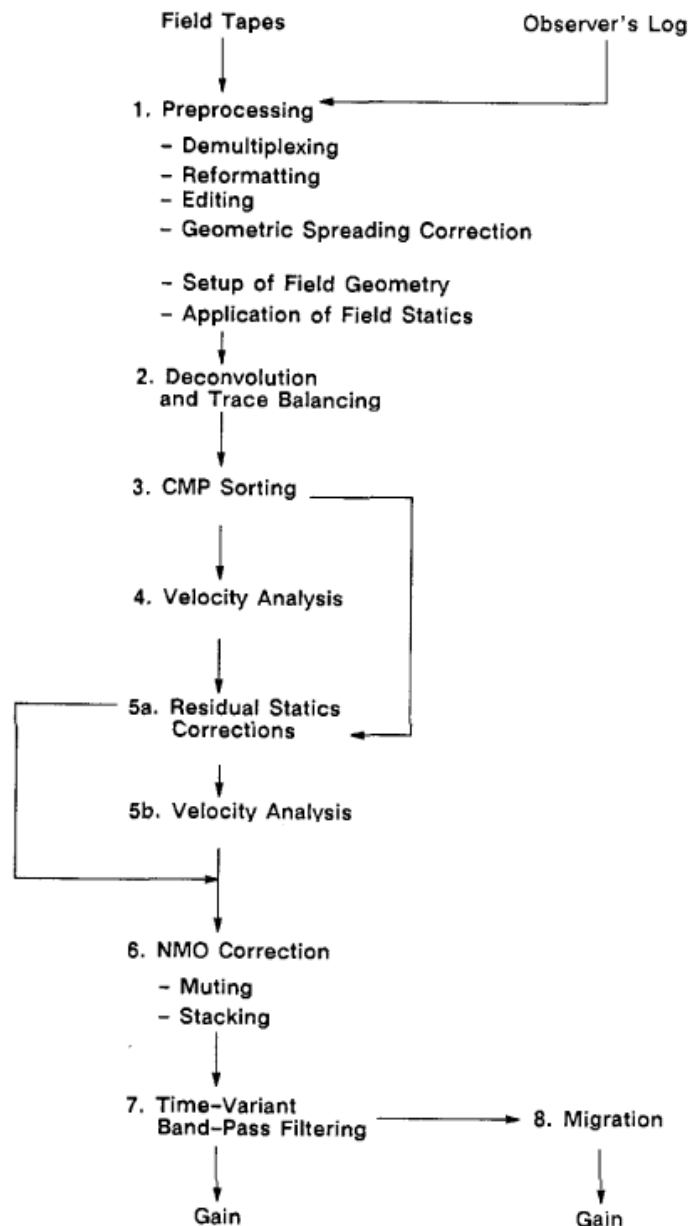 Field Tapes
Observer's Log
1. Preprocessing
- Demultiplexing
- Reformatting
- Editing
- Geometric Spreading Correction
- Setup of Field Geometry
- Application of Field Statics
2. Deconvolution
and Trace Balancing
3. CMP Sorting
4. Velocity Analysis
5a. Residual Statics
Corrections
5b. Velocity Analysis
6. NMO Correction
- Muting
- Stacking
7. Time-Variant
Band-Pass Filtering
8. Migration
Gain
Gain